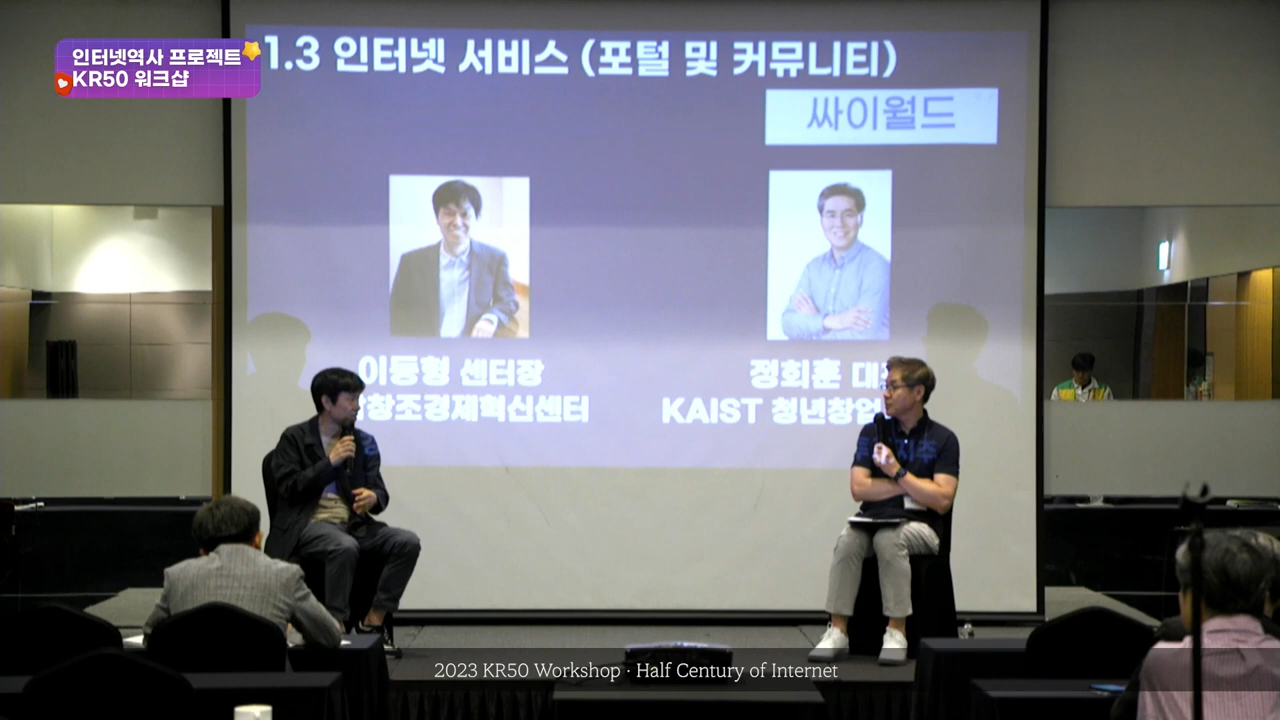 인터넷역사 프로젝트
KR50 워크샵
1.3 인터넷 서비스 (포털 및 커뮤니티)
싸이월드
이동형 센터장
창조경제혁신센터
정회훈
KAIST 청년창업
2023 KR50 Workshop · Half Century of Internet